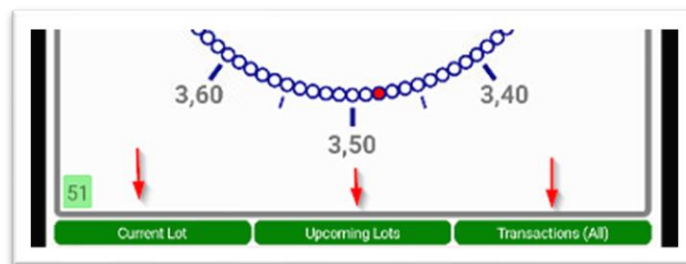 3,60
3,40
3,50
51
Current Lot
Upcoming Lots
Transactions (All)